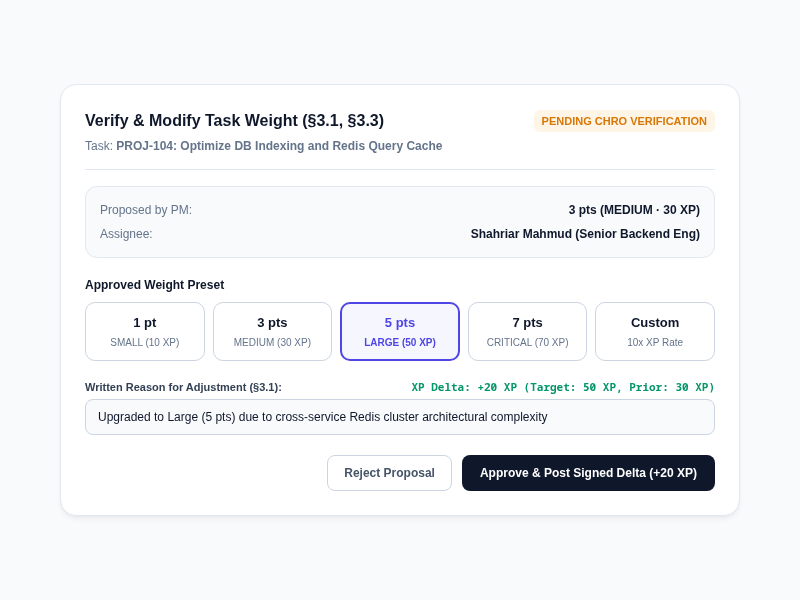 Verify & Modify Task Weight (§3.1, §3.3)
PENDING CHRO VERIFICATION
Task: PROJ-104: Optimize DB Indexing and Redis Query Cache
Proposed by PM:
3 pts (MEDIUM · 30 XP)
Assignee:
Shahriar Mahmud (Senior Backend Eng)
Approved Weight Preset
1 pt
SMALL (10 XP)
3 pts
MEDIUM (30 XP)
5 pts
LARGE (50 XP)
7 pts
CRITICAL (70 XP)
Custom
10x XP Rate
Written Reason for Adjustment (§3.1):
XP Delta: +20 XP (Target: 50 XP, Prior: 30 XP)
Upgraded to Large (5 pts) due to cross-service Redis cluster architectural complexity
Reject Proposal
Approve & Post Signed Delta (+20 XP)